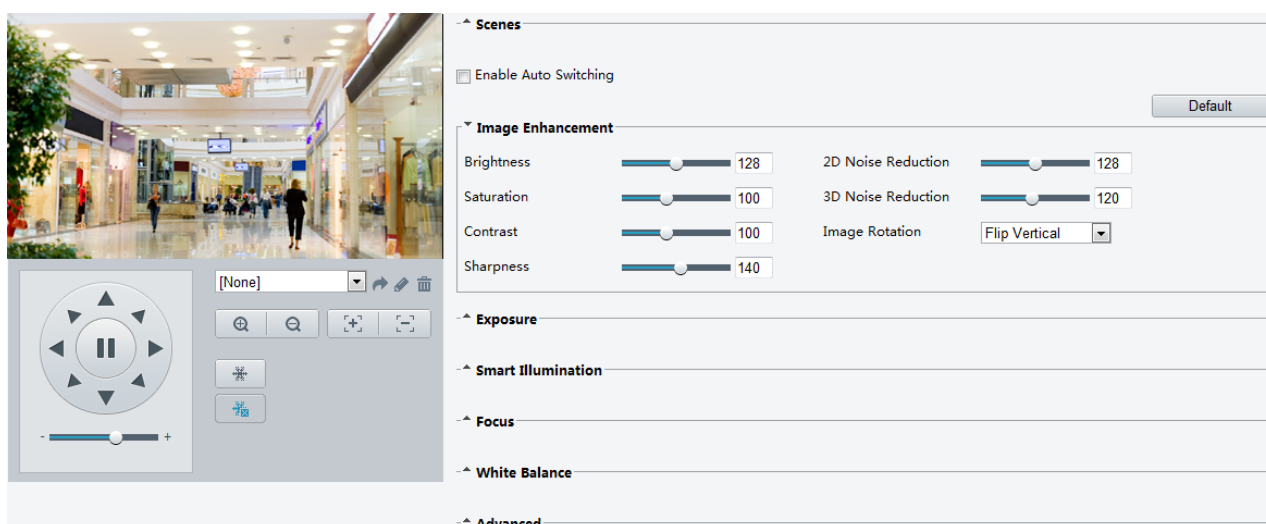 Scenes
Enable Auto Switching
Default
Image Enhancement
Brightness 128 2D Noise Reduction 128
Saturation 100 3D Noise Reduction 120
Contrast 100 Image Rotation Flip Vertical
Sharpness 140
[None]
- +
Exposure
Smart Illumination
Focus
White Balance
Advanced